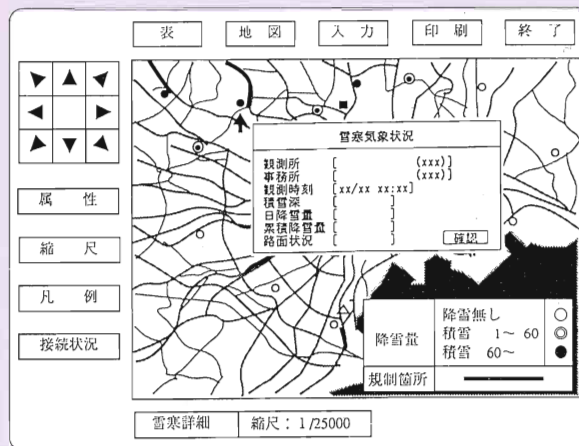 表 地図 入力 印刷 終了
属性
縮尺
凡例
接続状況
雪寒気象状況
観測所 [ (xxx)]
事務所 [ (xxx)]
観測時刻 [xx/xx xx:xx]
積雪深 [ ]
日降雪量 [ ]
累積降雪量 [ ]
路面状況 [ ]
確認
降雪量
降雪無し ○
積雪 1～ 60 ◎
積雪 60～ ●
規制箇所
雪寒詳細 縮尺：1/25000